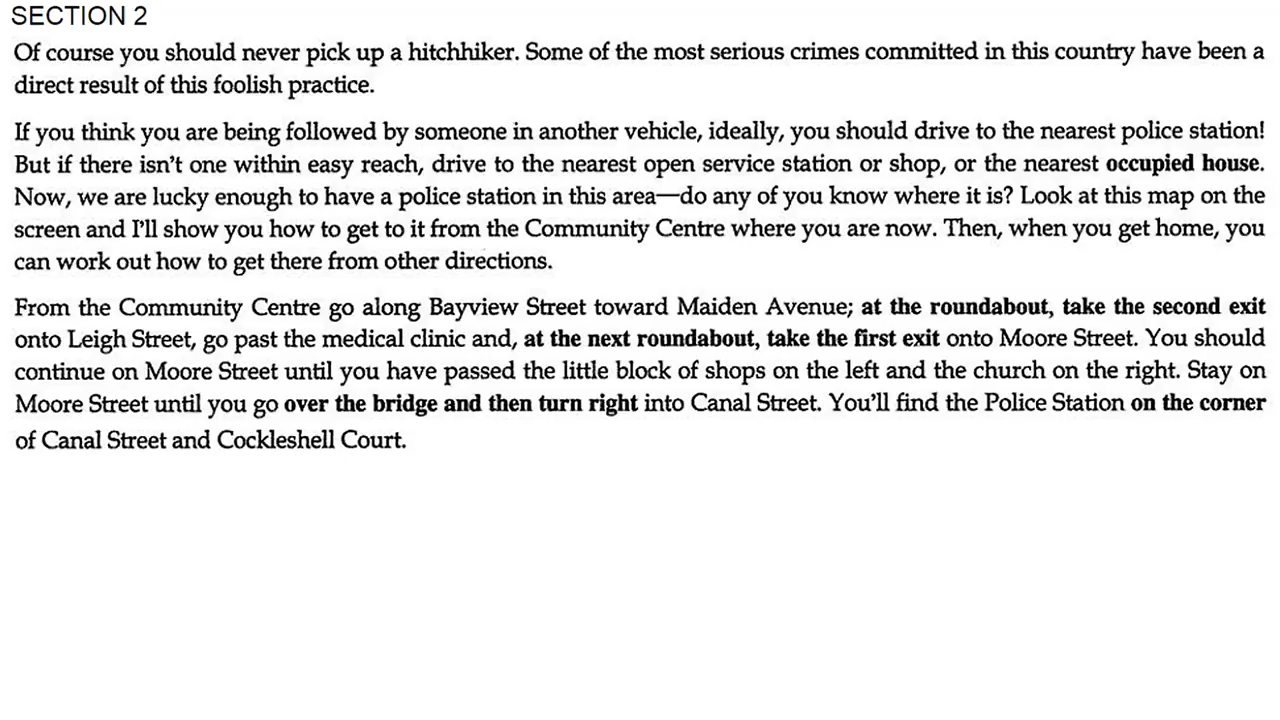 SECTION 2
Of course you should never pick up a hitchhiker. Some of the most serious crimes committed in this country have been a
direct result of this foolish practice.
If you think you are being followed by someone in another vehicle, ideally, you should drive to the nearest police station!
But if there isn't one within easy reach, drive to the nearest open service station or shop, or the nearest occupied house.
Now, we are lucky enough to have a police station in this area—do any of you know where it is? Look at this map on the
screen and I'll show you how to get to it from the Community Centre where you are now. Then, when you get home, you
can work out how to get there from other directions.
From the Community Centre go along Bayview Street toward Maiden Avenue; at the roundabout, take the second exit
onto Leigh Street, go past the medical clinic and, at the next roundabout, take the first exit onto Moore Street. You should
continue on Moore Street until you have passed the little block of shops on the left and the church on the right. Stay on
Moore Street until you go over the bridge and then turn right into Canal Street. You'll find the Police Station on the corner
of Canal Street and Cockleshell Court.